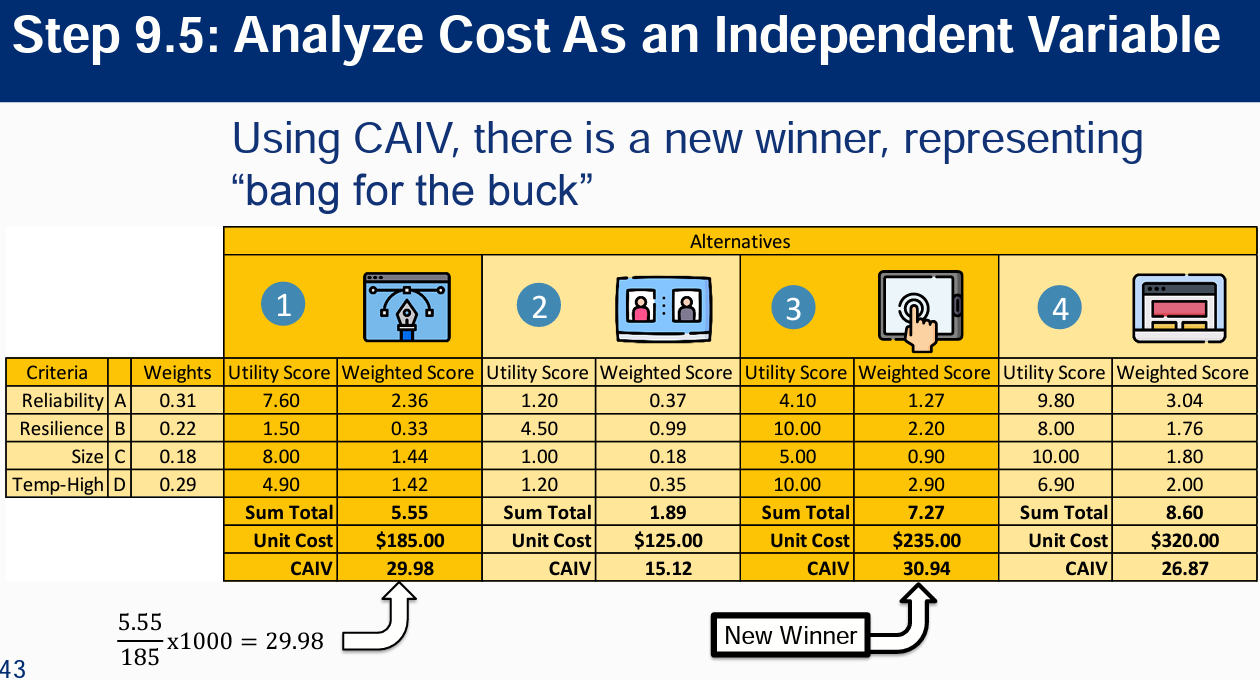 Step 9.5: Analyze Cost As an Independent Variable
Using CAIV, there is a new winner, representing
“bang for the buck”
Alternatives
1 2 3 4
Criteria Weights Utility Score Weighted Score Utility Score Weighted Score Utility Score Weighted Score Utility Score Weighted Score
Reliability A 0.31 7.60 2.36 1.20 0.37 4.10 1.27 9.80 3.04
Resilience B 0.22 1.50 0.33 4.50 0.99 10.00 2.20 8.00 1.76
Size C 0.18 8.00 1.44 1.00 0.18 5.00 0.90 10.00 1.80
Temp-High D 0.29 4.90 1.42 1.20 0.35 10.00 2.90 6.90 2.00
Sum Total 5.55 Sum Total 1.89 Sum Total 7.27 Sum Total 8.60
Unit Cost $185.00 Unit Cost $125.00 Unit Cost $235.00 Unit Cost $320.00
CAIV 29.98 CAIV 15.12 CAIV 30.94 CAIV 26.87
5.55
185
x1000 = 29.98
New Winner
43